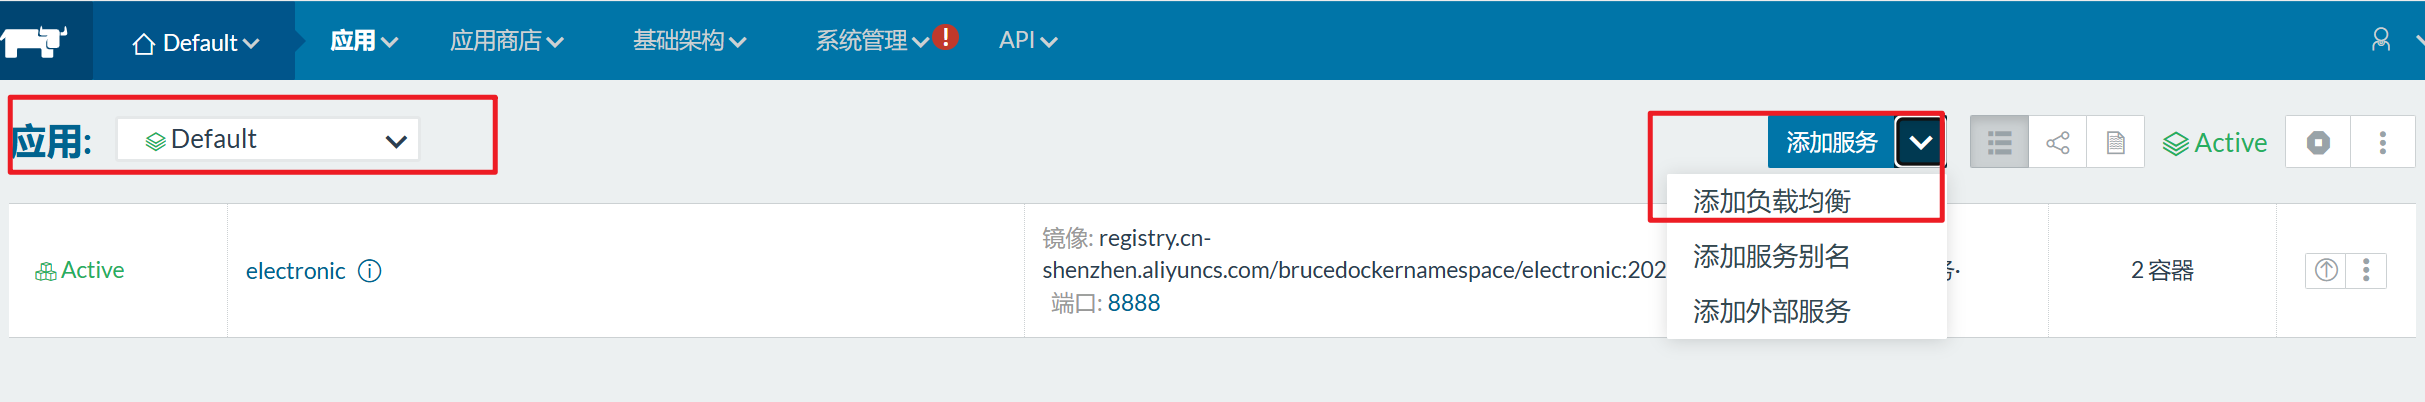 Default
应用
应用商店
基础架构
系统管理
!
API
应用: Default
添加服务
Active
添加负载均衡
添加服务别名
添加外部服务
Active
electronic
镜像: registry.cn-
shenzhen.aliyuncs.com/brucedockernamespace/electronic:202
端口: 8888
2 容器